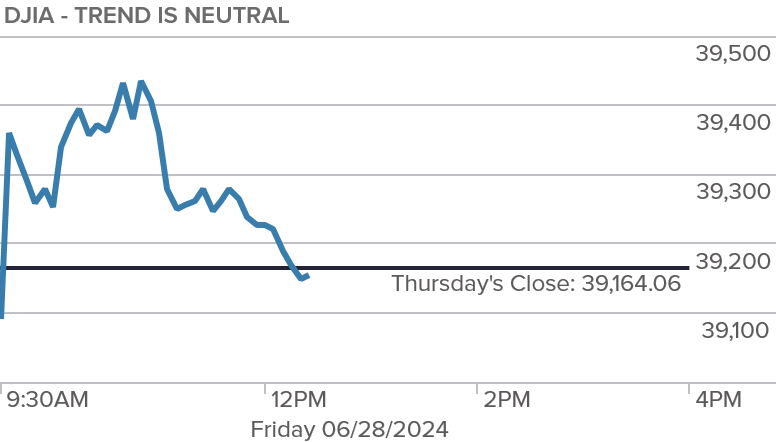 DJIA - TREND IS NEUTRAL
39,500
39,400
39,300
39,200
Thursday's Close: 39,164.06
39,100
9:30AM 12PM 2PM 4PM
Friday 06/28/2024